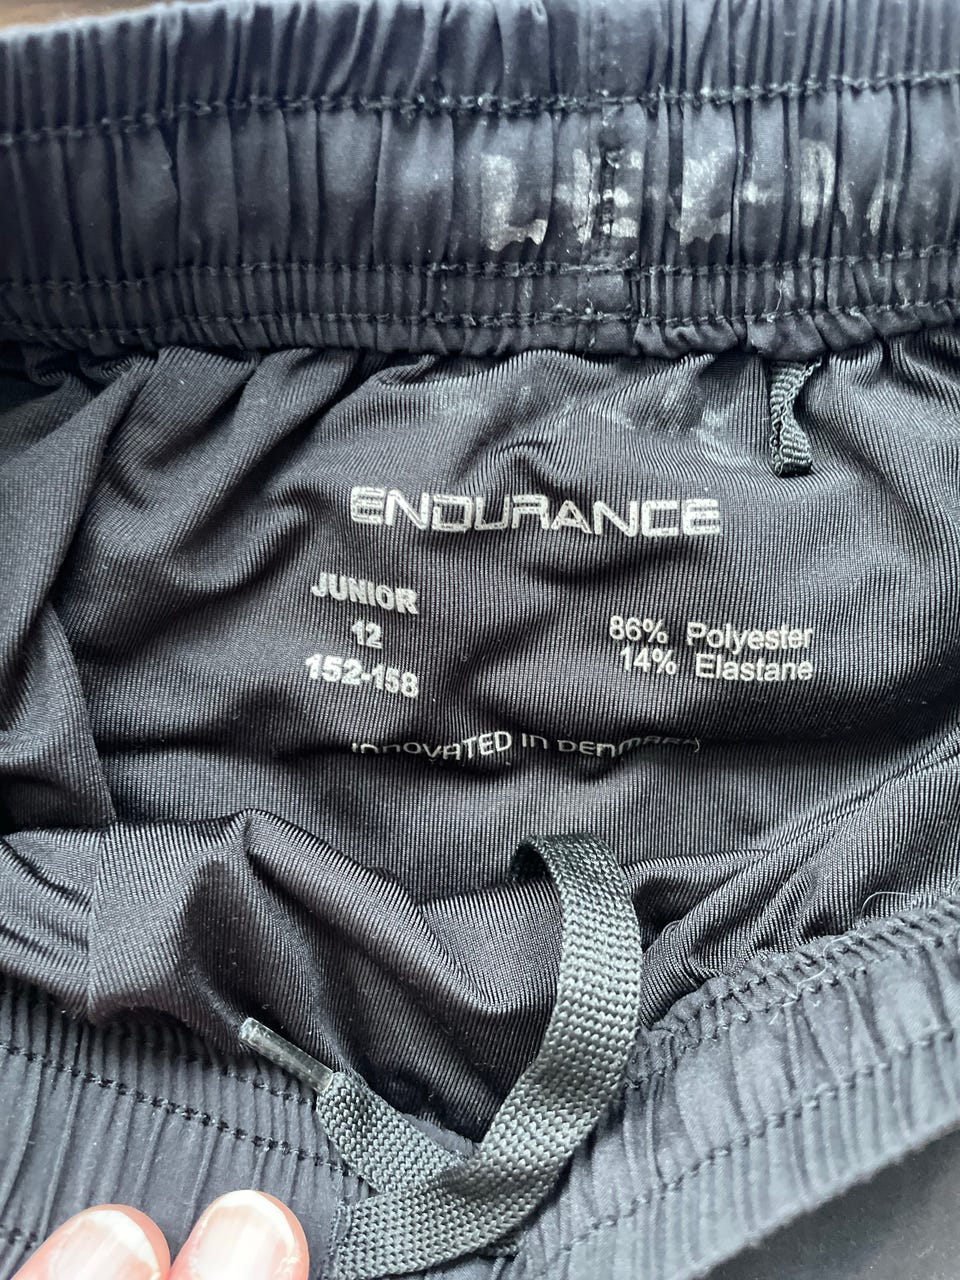 ENDURANCE
JUNIOR
12
152-158
86% Polyester
14% Elastane
INNOVATED IN DENMARK